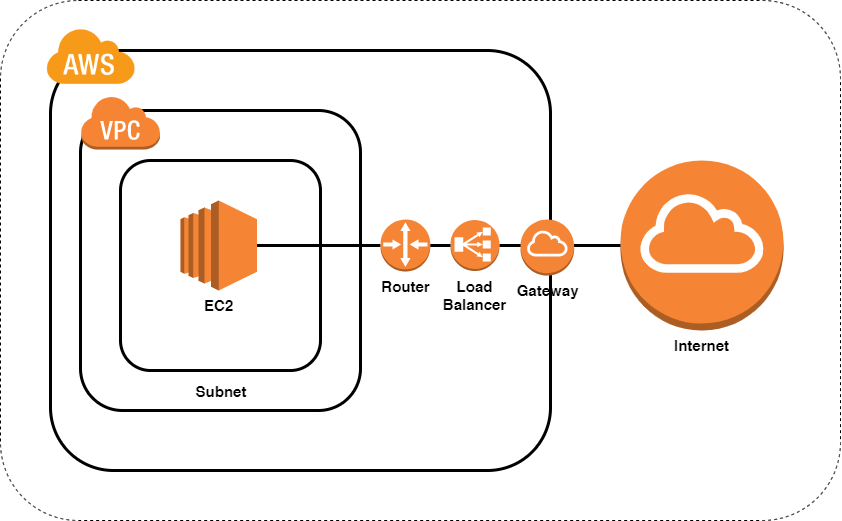 AWS
VPC
EC2
Subnet
Router
Load
Balancer
Gateway
Internet